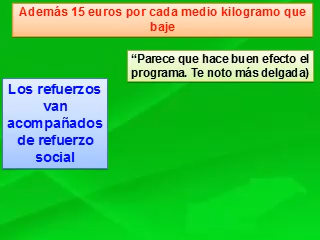 Además 15 euros por cada medio kilogramo que
baje
“Parece que hace buen efecto el
programa. Te noto más delgada)
Los refuerzos
van
acompañados
de refuerzo
social